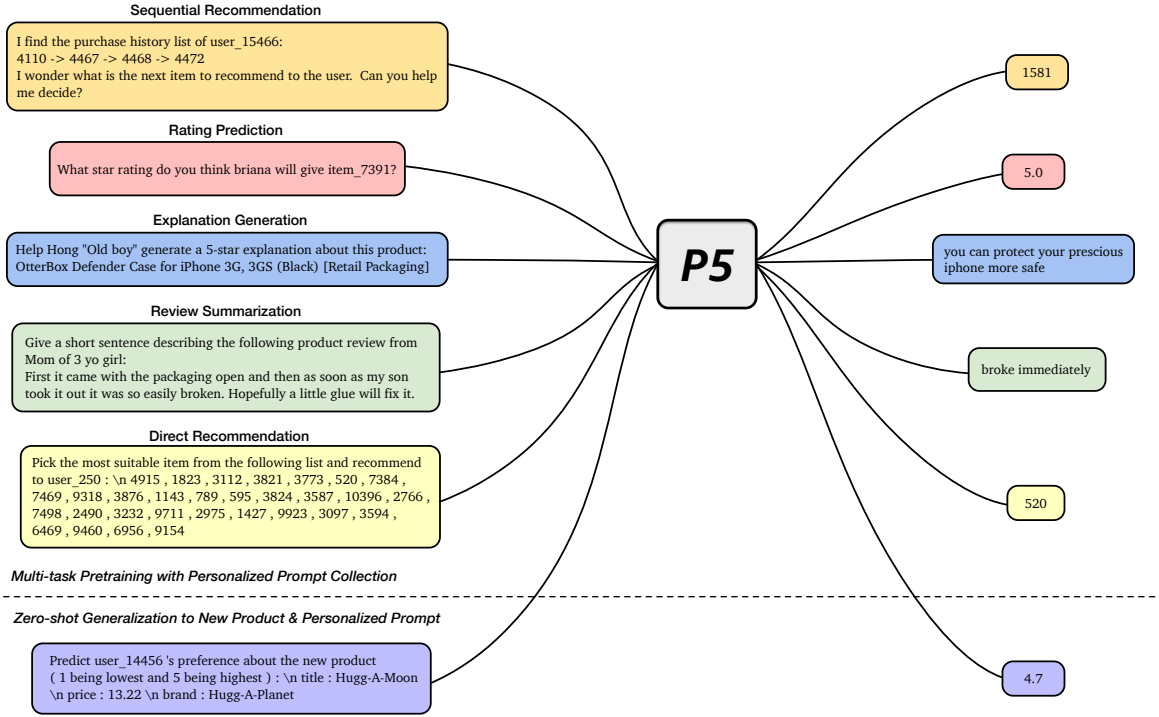 Sequential Recommendation
I find the purchase history list of user_15466:
4110 -> 4467 -> 4468 -> 4472
I wonder what is the next item to recommend to the user. Can you help
me decide?
Rating Prediction
What star rating do you think briana will give item_7391?
Explanation Generation
Help Hong "Old boy" generate a 5-star explanation about this product:
OtterBox Defender Case for iPhone 3G, 3GS (Black) [Retail Packaging]
Review Summarization
Give a short sentence describing the following product review from
Mom of 3 yo girl:
First it came with the packaging open and then as soon as my son
took it out it was so easily broken. Hopefully a little glue will fix it.
Direct Recommendation
Pick the most suitable item from the following list and recommend
to user_250 : \n 4915 , 1823 , 3112 , 3821 , 3773 , 520 , 7384 ,
7469 , 9318 , 3876 , 1143 , 789 , 595 , 3824 , 3587 , 10396 , 2766 ,
7498 , 2490 , 3232 , 9711 , 2975 , 1427 , 9923 , 3097 , 3594 ,
6469 , 9460 , 6956 , 9154
Multi-task Pretraining with Personalized Prompt Collection
Zero-shot Generalization to New Product & Personalized Prompt
Predict user_14456 's preference about the new product
( 1 being lowest and 5 being highest ) : \n title : Hugg-A-Moon
\n price : 13.22 \n brand : Hugg-A-Planet
P5
1581
5.0
you can protect your prescious
iphone more safe
broke immediately
520
4.7